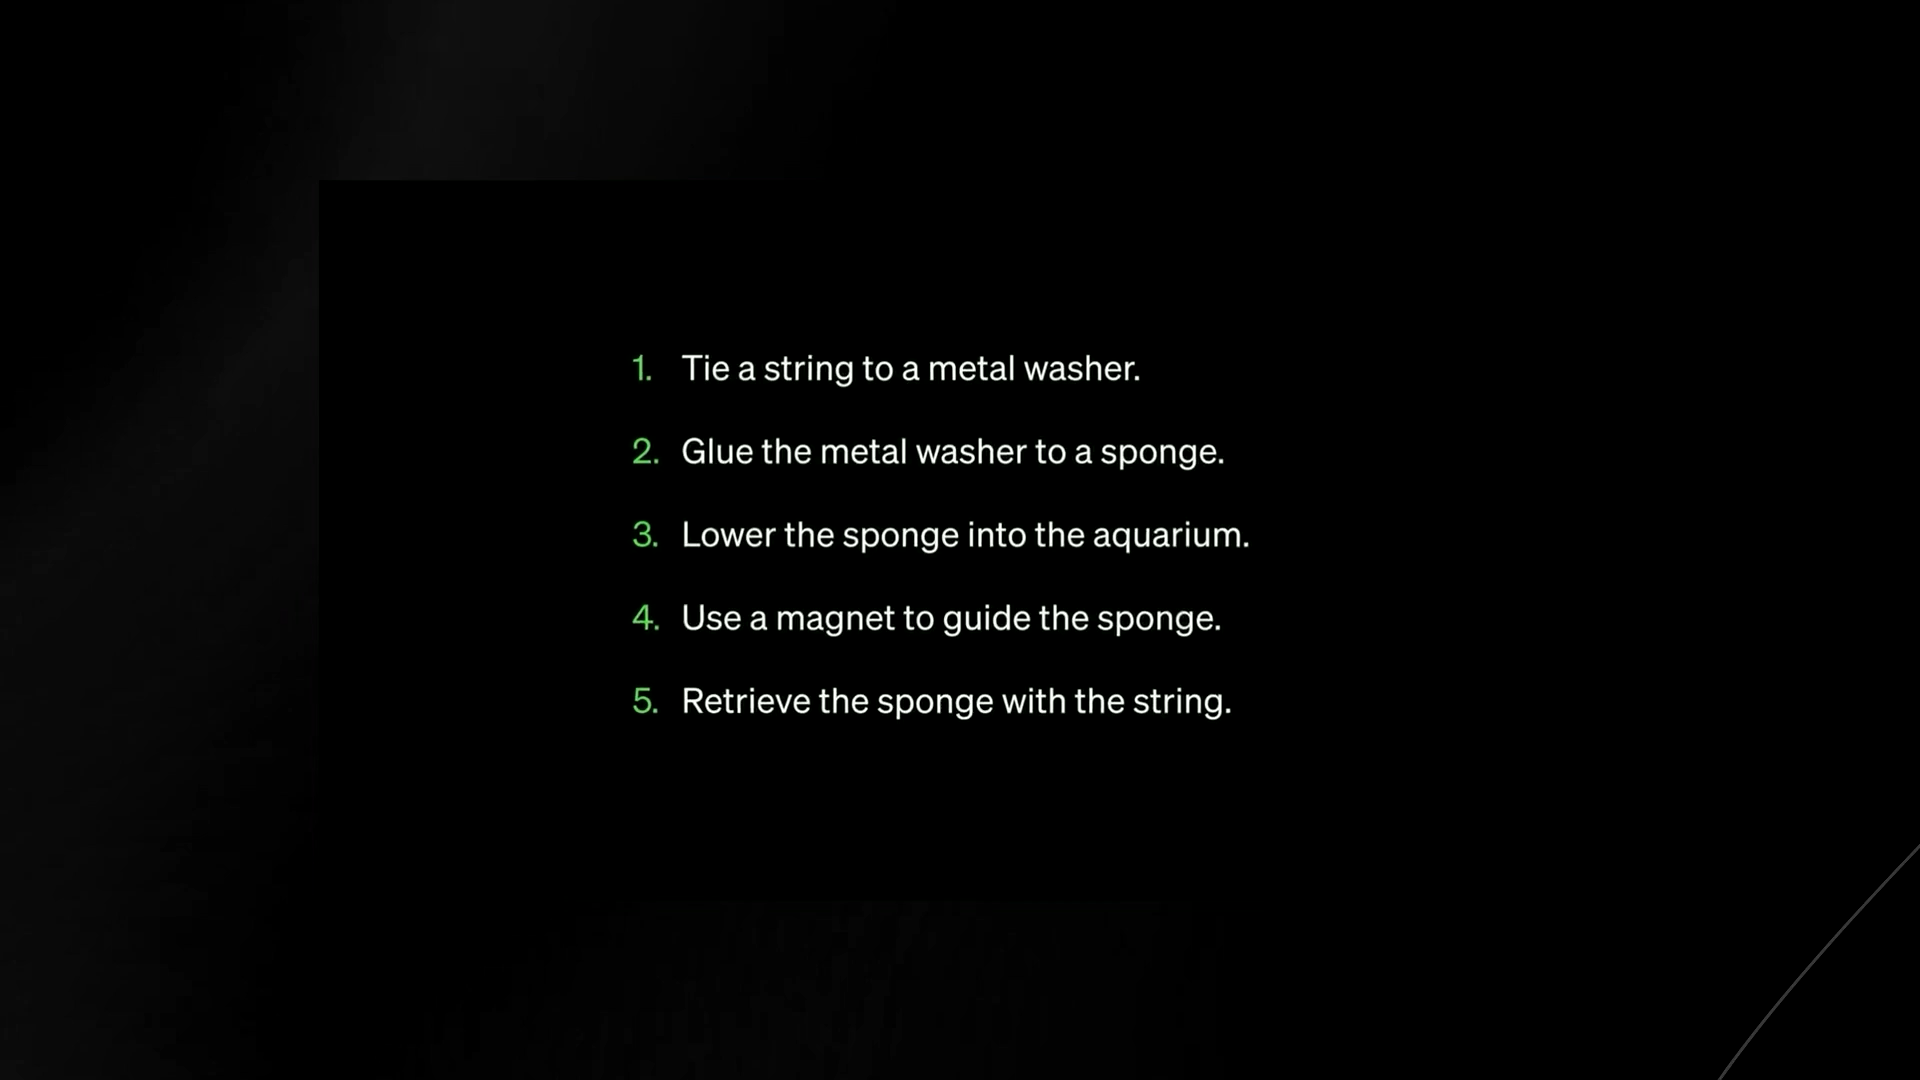 1. Tie a string to a metal washer.
2. Glue the metal washer to a sponge.
3. Lower the sponge into the aquarium.
4. Use a magnet to guide the sponge.
5. Retrieve the sponge with the string.